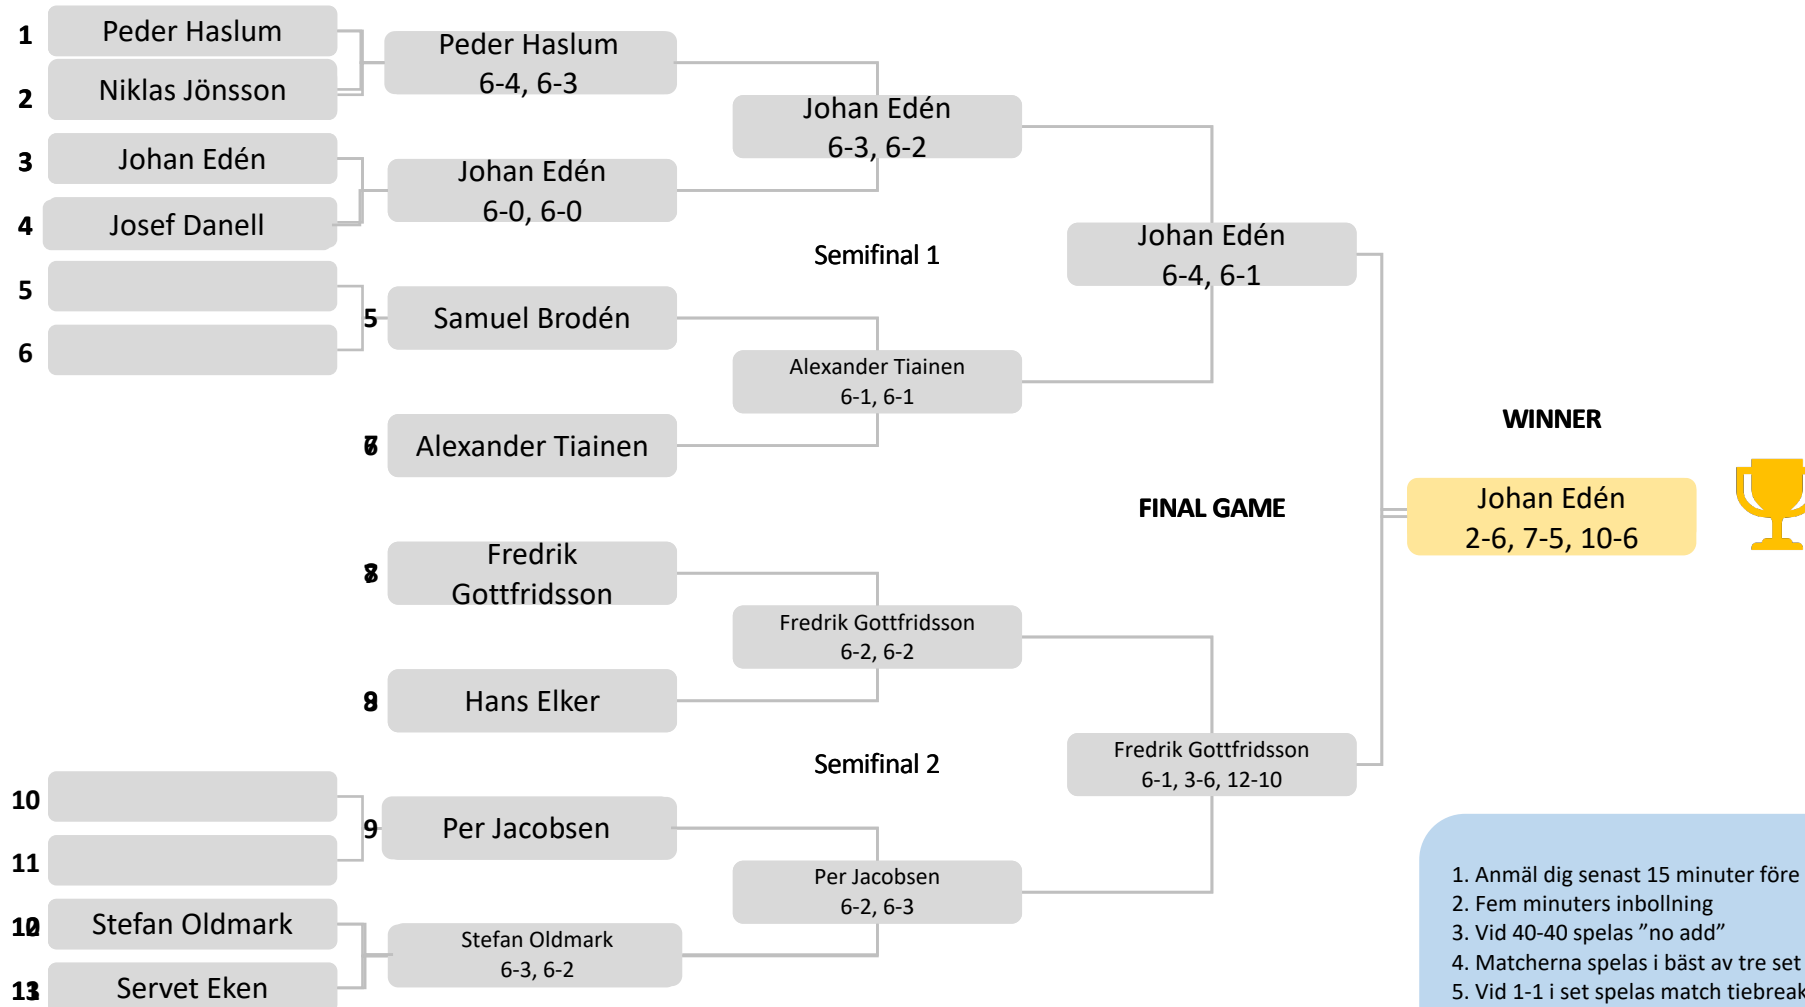 1
Peder Haslum
2
Niklas Jönsson
3
Johan Edén
4
Josef Danell
5
6
Peder Haslum
6-4, 6-3
Johan Edén
6-0, 6-0
5
Samuel Brodén
Alexander Tiainen
Fredrik
Gottfridsson
Hans Elker
10
11
9
Per Jacobsen
Stefan Oldmark
Servet Eken
Stefan Oldmark
6-3, 6-2
Johan Edén
6-3, 6-2
Semifinal 1
Alexander Tiainen
6-1, 6-1
Fredrik Gottfridsson
6-2, 6-2
Semifinal 2
Per Jacobsen
6-2, 6-3
Johan Edén
6-4, 6-1
FINAL GAME
Fredrik Gottfridsson
6-1, 3-6, 12-10
WINNER
Johan Edén
2-6, 7-5, 10-6
1. Anmäl dig senast 15 minuter före
2. Fem minuters inbollning
3. Vid 40-40 spelas ”no add”
4. Matcherna spelas i bäst av tre set
5. Vid 1-1 i set spelas match tiebreak